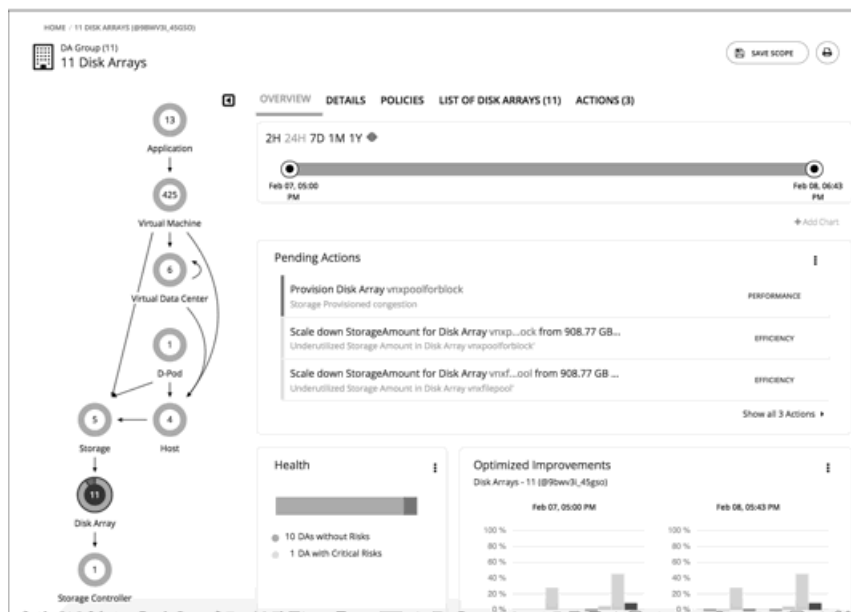 HOME / 11 DISK ARRAYS (@9BWV3I_45GSO)
DA Group (11)
11 Disk Arrays
SAVE SCOPE
OVERVIEW DETAILS POLICIES LIST OF DISK ARRAYS (11) ACTIONS (3)
13
Application
425
Virtual Machine
6
Virtual Data Center
1
D-Pod
5
Storage
4
Host
11
Disk Array
1
Storage Controller
2H 24H 7D 1M 1Y
Feb 07, 05:00
PM
Feb 08, 06:43
PM
Add Chart
Pending Actions
Provision Disk Array vnxpoolforblock
Storage Provisioned congestion
PERFORMANCE
Scale down StorageAmount for Disk Array vnxp...ock from 908.77 GB...
Underutilized Storage Amount in Disk Array vnxpoolforblock'
EFFICIENCY
Scale down StorageAmount for Disk Array vnxf...ool from 908.77 GB ...
Underutilized Storage Amount in Disk Array vnxfilepool'
EFFICIENCY
Show all 3 Actions
Health
10 DAs without Risks
1 DA with Critical Risks
Optimized Improvements
Disk Arrays - 11 (@9bwv3i_45gso)
Feb 07, 05:00 PM
100 %
80 %
60 %
40 %
20 %
0 %
Feb 08, 05:43 PM
100 %
80 %
60 %
40 %
20 %
0 %